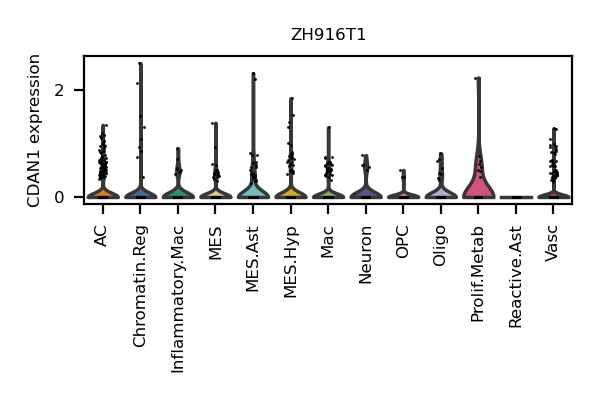 ZH916T1
CDAN1 expression
2
0
AC
Chromatin.Reg
Inflammatory.Mac
MES
MES.Ast
MES.Hyp
Mac
Neuron
OPC
Oligo
Prolif.Metab
Reactive.Ast
Vasc